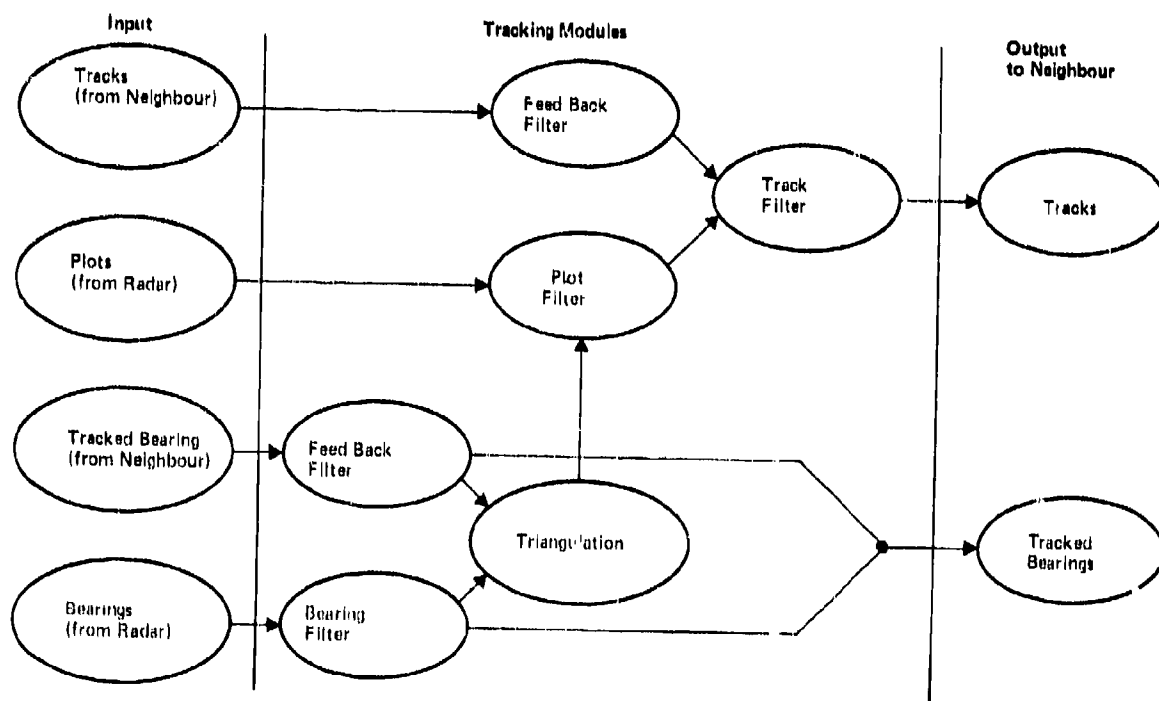 Input
Tracking Modules
Output
to Neighbour
Tracks
(from Neighbour)
Feed Back
Filter
Track
Filter
Tracks
Plots
(from Radar)
Plot
Filter
Tracked Bearing
(from Neighbour)
Feed Back
Filter
Triangulation
Tracked
Bearings
Bearings
(from Radar)
Bearing
Filter